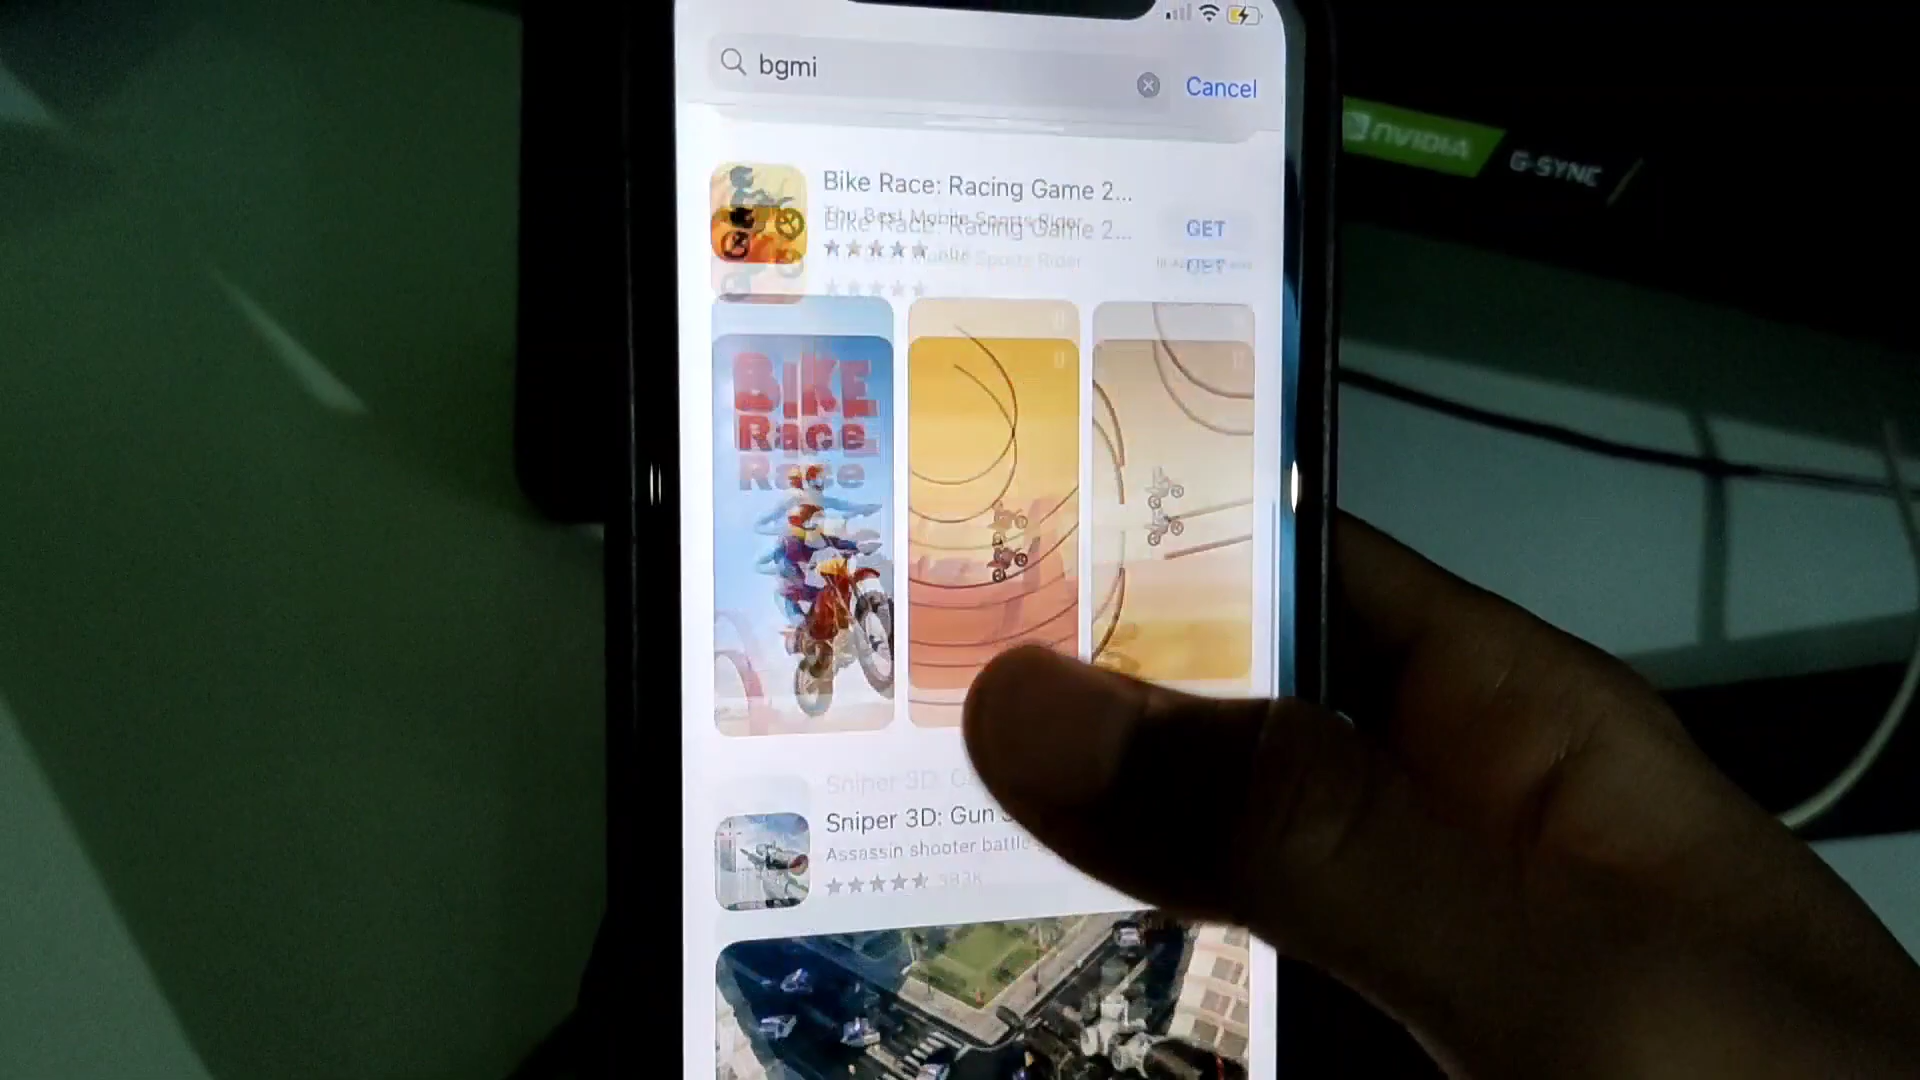 bgmi
Cancel
NVIDIA
G-SYNC
Bike Race: Racing Game 2...
The Best Mobile Sports Rider
Bike Race: Racing Game 2...
GET
Mobile Sports Rider
GET
BIKE
Race
Race
Sniper 3D:
Sniper 3D: Gun
Assassin shooter battle
593K